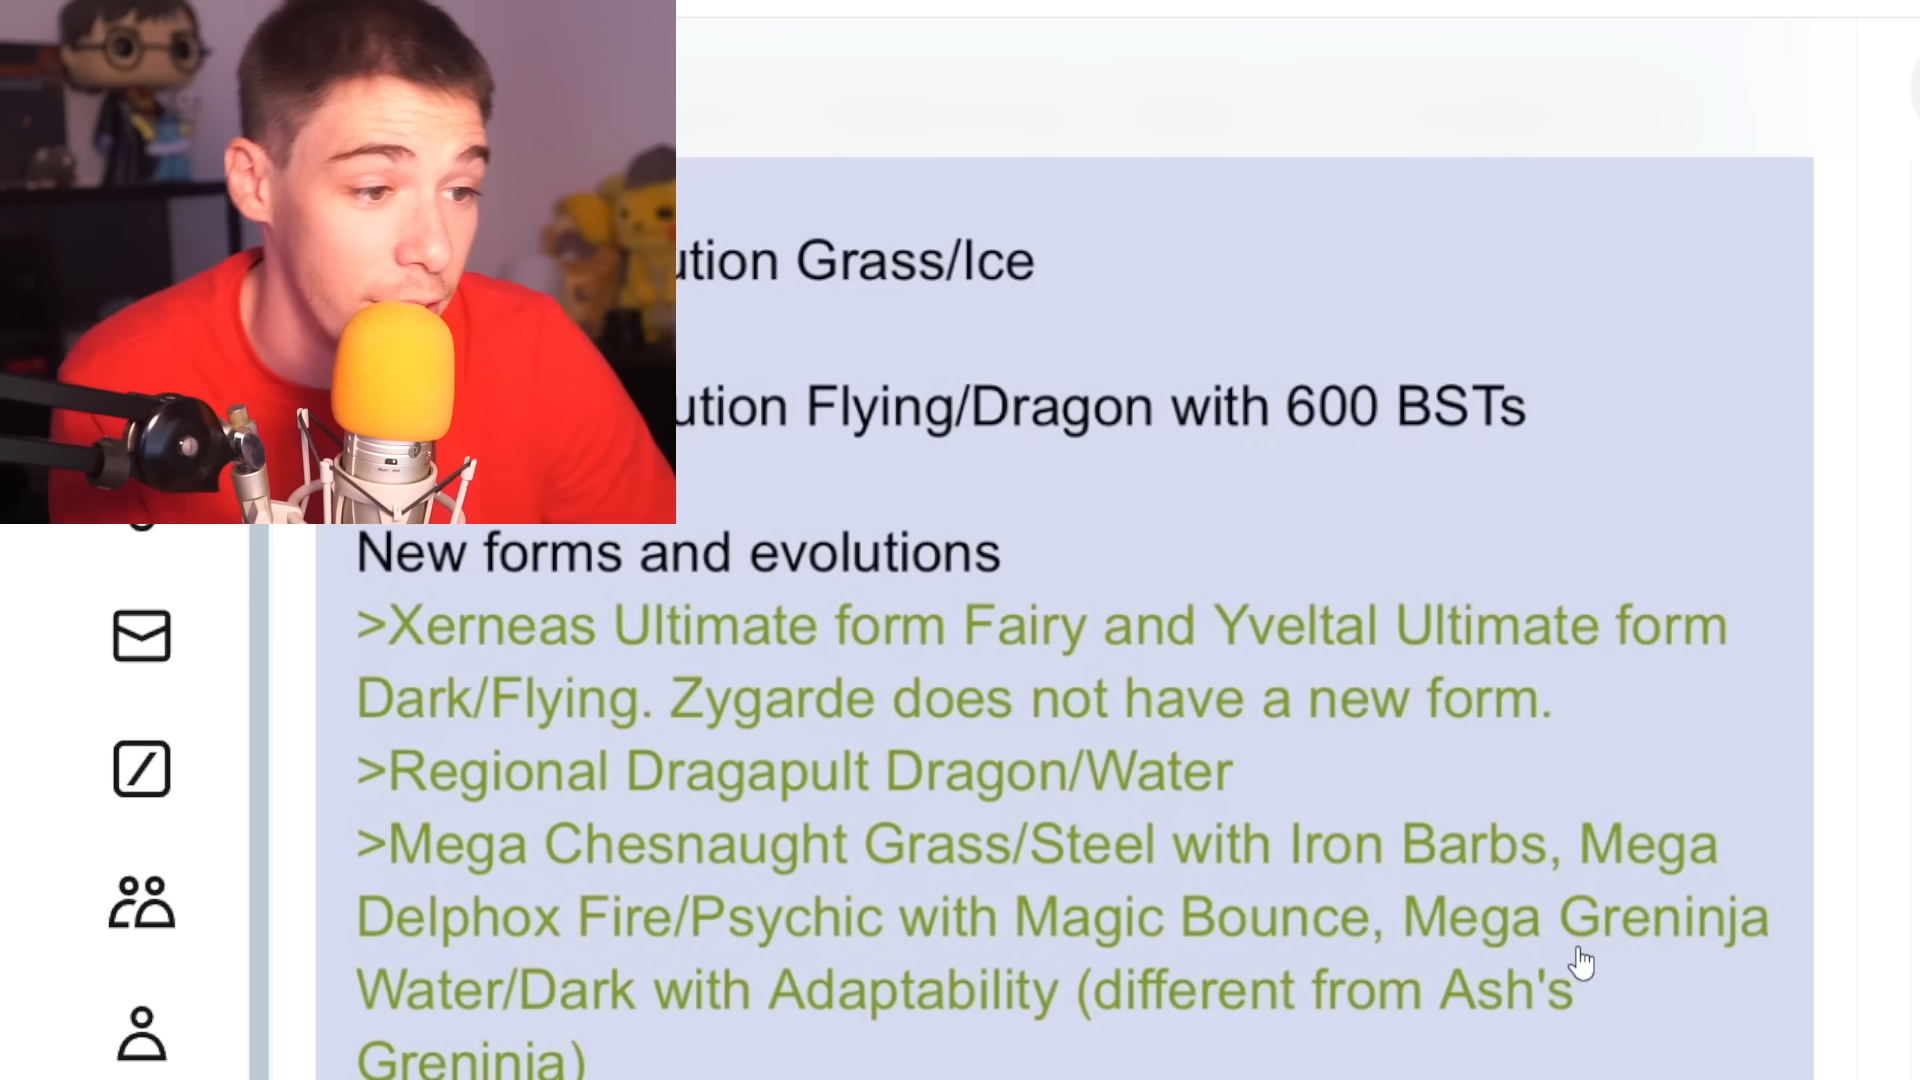 Grass/Ice
Flying/Dragon with 600 BSTs
New forms and evolutions
>Xerneas Ultimate form Fairy and Yveltal Ultimate form
Dark/Flying. Zygarde does not have a new form.
>Regional Dragapult Dragon/Water
>Mega Chesnaught Grass/Steel with Iron Barbs, Mega
Delphox Fire/Psychic with Magic Bounce, Mega Greninja
Water/Dark with Adaptability (different from Ash's
Greninja)